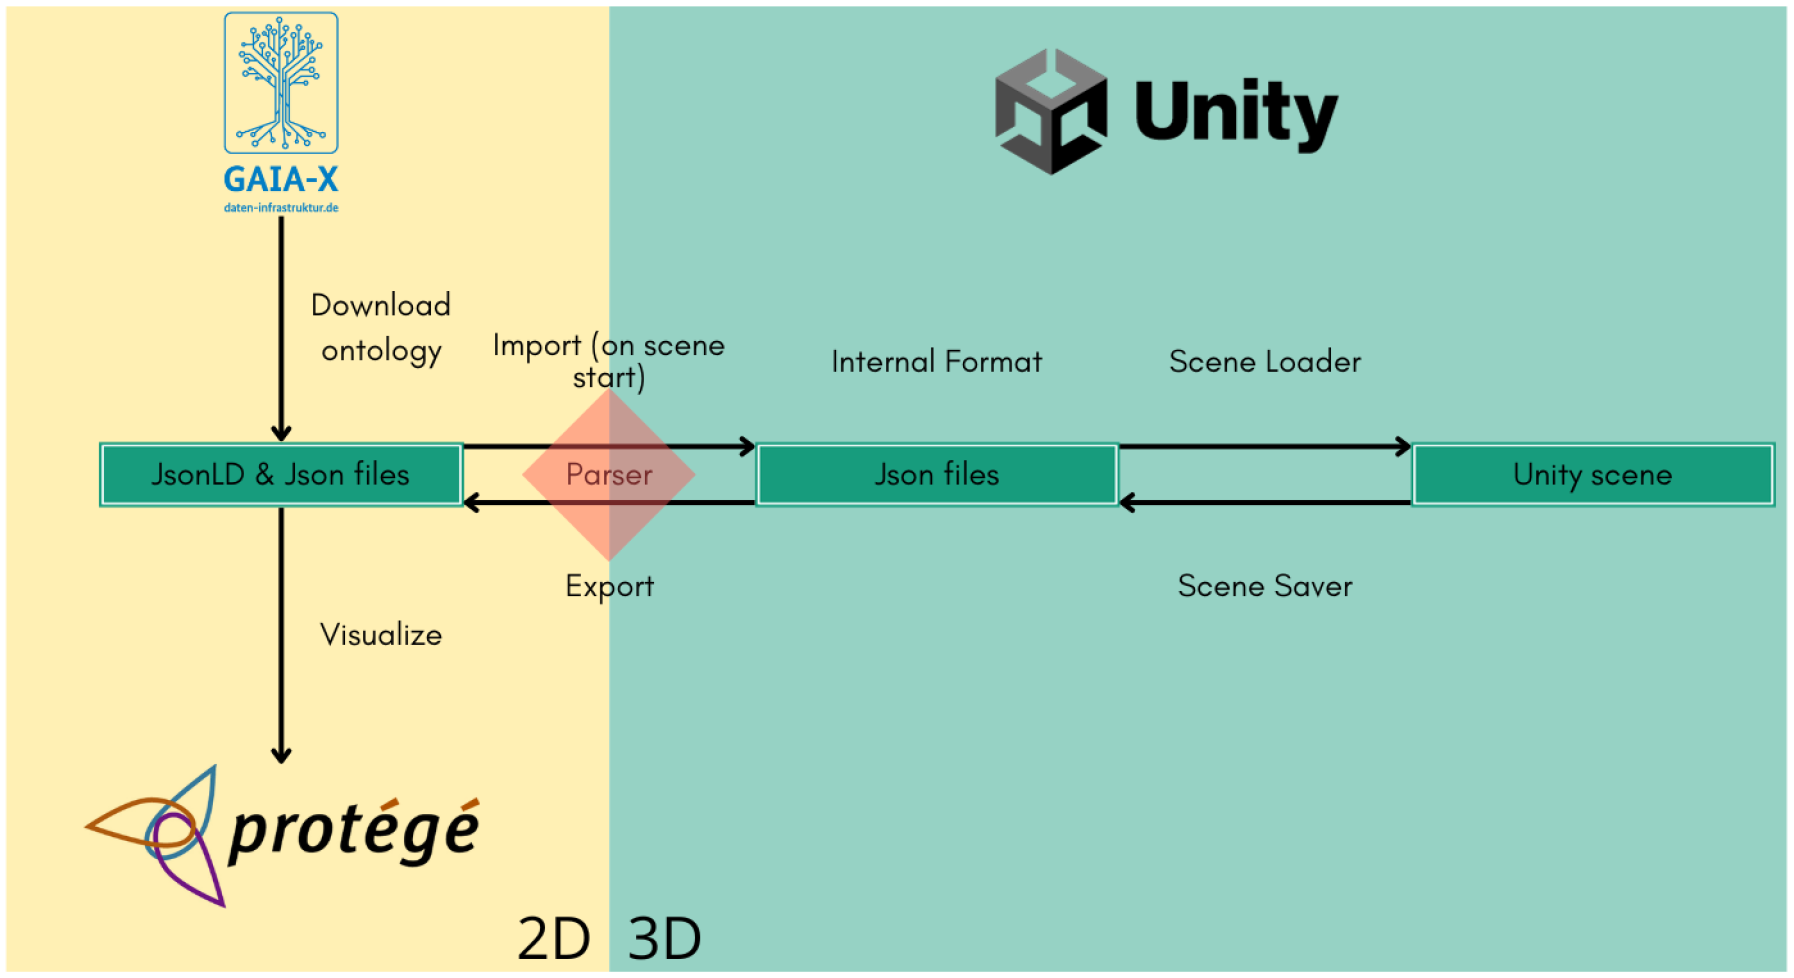 GAIA-X
daten-infrastruktur.de
Unity
Download
ontology
Import (on scene
start)
Internal Format
Scene Loader
JsonLD & Json files
Parser
Json files
Unity scene
Export
Scene Saver
Visualize
protégé
2D
3D